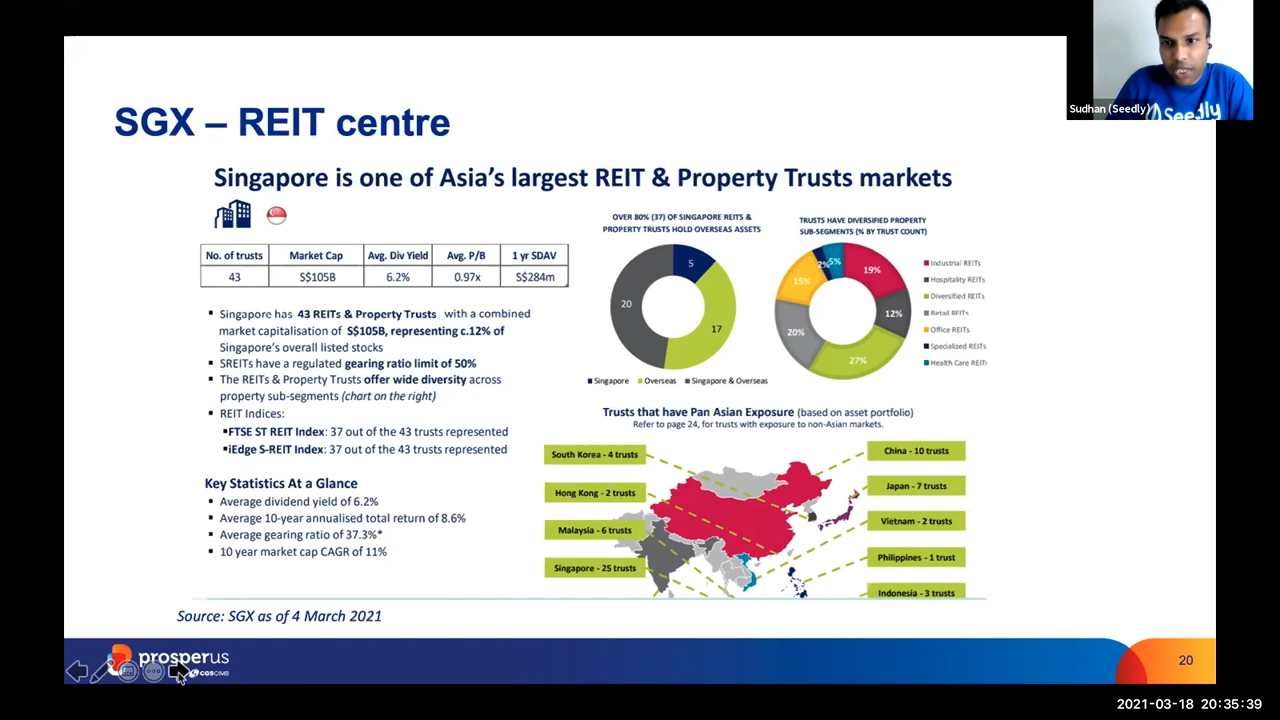 SGX – REIT centre
Singapore is one of Asia's largest REIT & Property Trusts markets
No. of trusts Market Cap Avg. Div Yield Avg. P/B 1 yr SDAV
43 S$105B 6.2% 0.97x S$284m
▪ Singapore has 43 REITs & Property Trusts with a combined
market capitalisation of S$105B, representing c.12% of
Singapore's overall listed stocks
▪ SREITs have a regulated gearing ratio limit of 50%
▪ The REITs & Property Trusts offer wide diversity across
property sub-segments (chart on the right)
▪ REIT Indices:
▪FTSE ST REIT Index: 37 out of the 43 trusts represented
▪iEdge S-REIT Index: 37 out of the 43 trusts represented
Key Statistics At a Glance
▪ Average dividend yield of 6.2%
▪ Average 10-year annualised total return of 8.6%
▪ Average gearing ratio of 37.3%*
▪ 10 year market cap CAGR of 11%
OVER 80% (37) OF SINGAPORE REITS &
PROPERTY TRUSTS HOLD OVERSEAS ASSETS
5
20
17
Singapore Overseas Singapore & Overseas
TRUSTS HAVE DIVERSIFIED PROPERTY
SUB-SEGMENTS (% BY TRUST COUNT)
2% 5%
19%
15%
12%
20%
27%
Industrial REITs
Hospitality REITs
Diversified REITs
Retail REITs
Office REITs
Specialized REITs
Health Care REITs
Trusts that have Pan Asian Exposure (based on asset portfolio)
Refer to page 24, for trusts with exposure to non-Asian markets.
South Korea - 4 trusts
Hong Kong - 2 trusts
Malaysia - 6 trusts
Singapore - 25 trusts
China - 10 trusts
Japan - 7 trusts
Vietnam - 2 trusts
Philippines - 1 trust
Indonesia - 3 trusts
Source: SGX as of 4 March 2021
prosperus
CGS CIMB
20
Sudhan (Seedly)
Seedly
2021-03-18 20:35:39